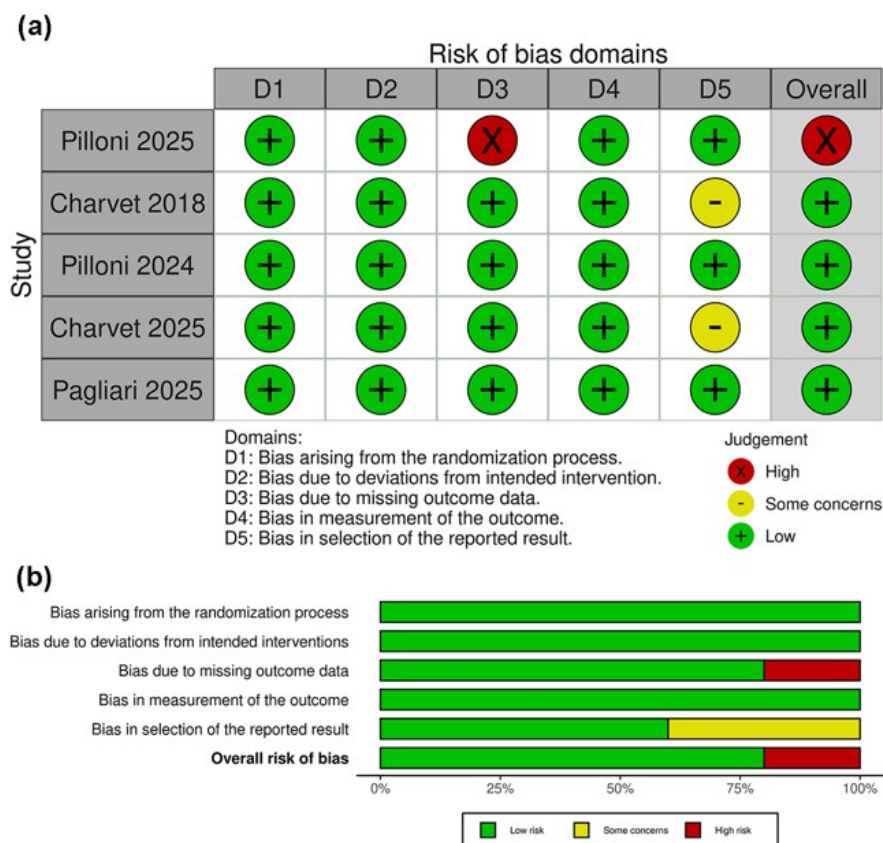 (a)
Risk of bias domains
D1 D2 D3 D4 D5 Overall
Study
Pilloni 2025 + + X + + X
Charvet 2018 + + + + - +
Pilloni 2024 + + + + + +
Charvet 2025 + + + + - +
Pagliari 2025 + + + + + +
Domains:
D1: Bias arising from the randomization process.
D2: Bias due to deviations from intended intervention.
D3: Bias due to missing outcome data.
D4: Bias in measurement of the outcome.
D5: Bias in selection of the reported result.
Judgement
X High
- Some concerns
+ Low
(b)
Bias arising from the randomization process
Bias due to deviations from intended interventions
Bias due to missing outcome data
Bias in measurement of the outcome
Bias in selection of the reported result
Overall risk of bias
0% 25% 50% 75% 100%
Low risk Some concerns High risk